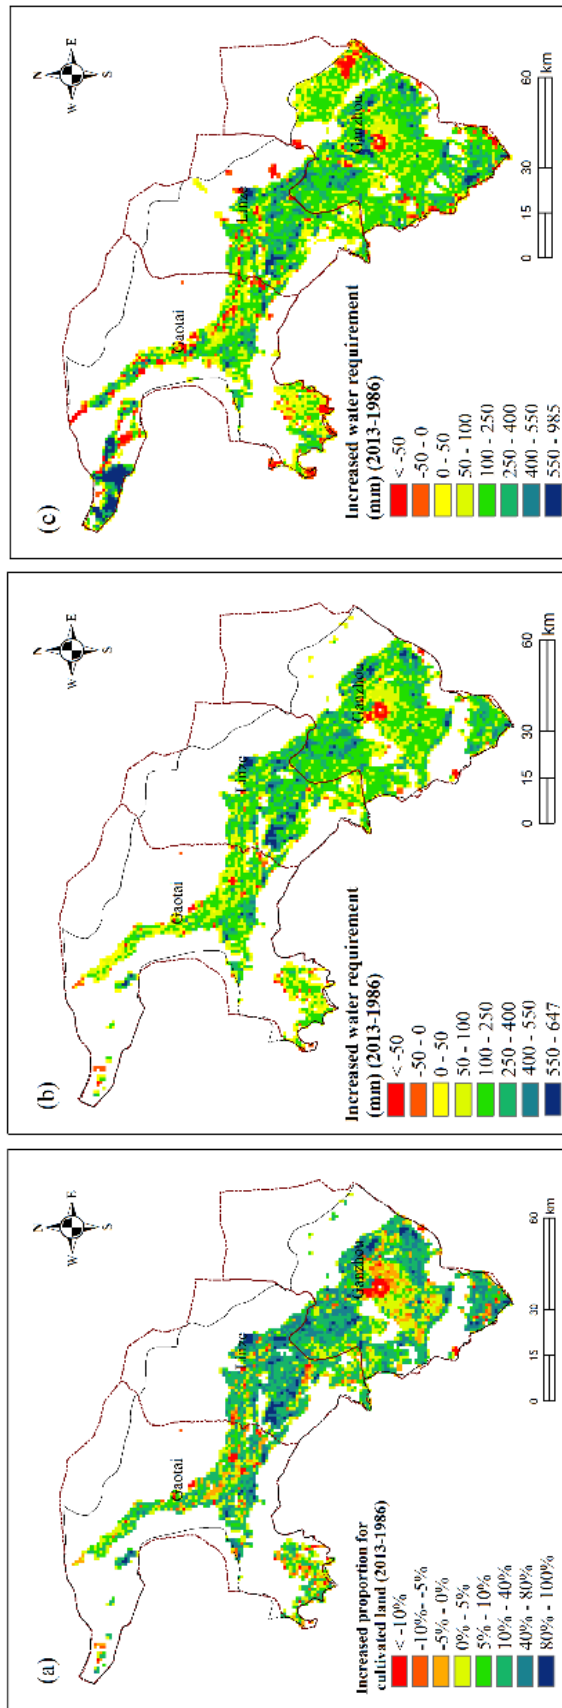 (a)
N
W
E
S
Gaotai
Linze
Ganzhou
Increased proportion for
cultivated land (2013-1986)
< -10%
-10%- -5%
-5% - 0%
0% - 5%
5% - 10%
10% - 40%
40% - 80%
80% - 100%
0 15 30 60
km
(b)
N
W
E
S
Gaotai
Linze
Ganzhou
Increased water requirement
(mm) (2013-1986)
< -50
-50 - 0
0 - 50
50 - 100
100 - 250
250 - 400
400 - 550
550 - 647
0 15 30 60
km
(c)
N
W
E
S
Gaotai
Linze
Ganzhou
Increased water requirement
(mm) (2013-1986)
< -50
-50 - 0
0 - 50
50 - 100
100 - 250
250 - 400
400 - 550
550 - 985
0 15 30 60
km